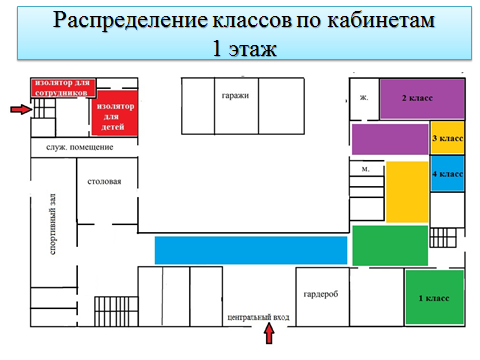 Распределение классов по кабинетам
1 этаж
изолятор для
сотрудников
изолятор
для
детей
гаражи
ж.
2 класс
3 класс
служ. помещение
м.
4 класс
столовая
спортивный зал
гардероб
1 класс
центральный вход